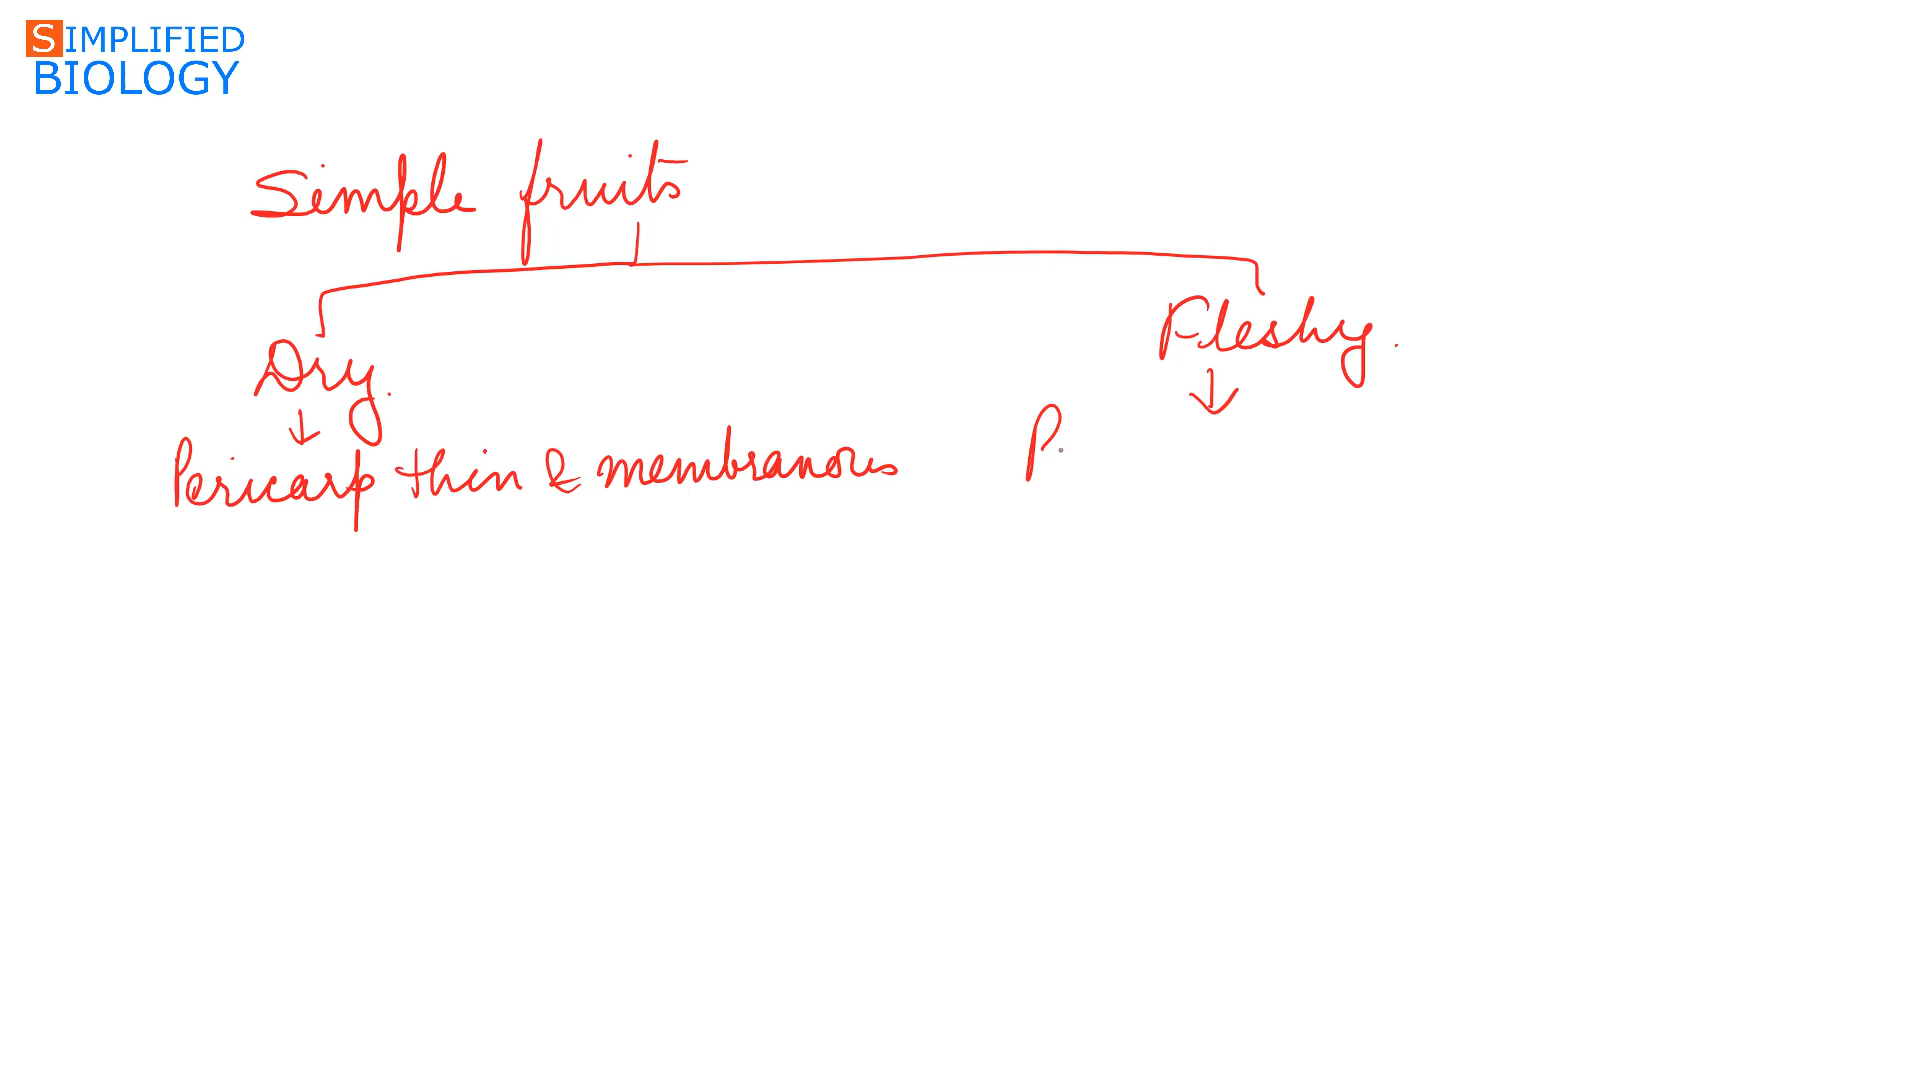 SIMPLIFIED
BIOLOGY
Simple fruits
Dry.
Fleshy.
Pericarp thin & membranous
P